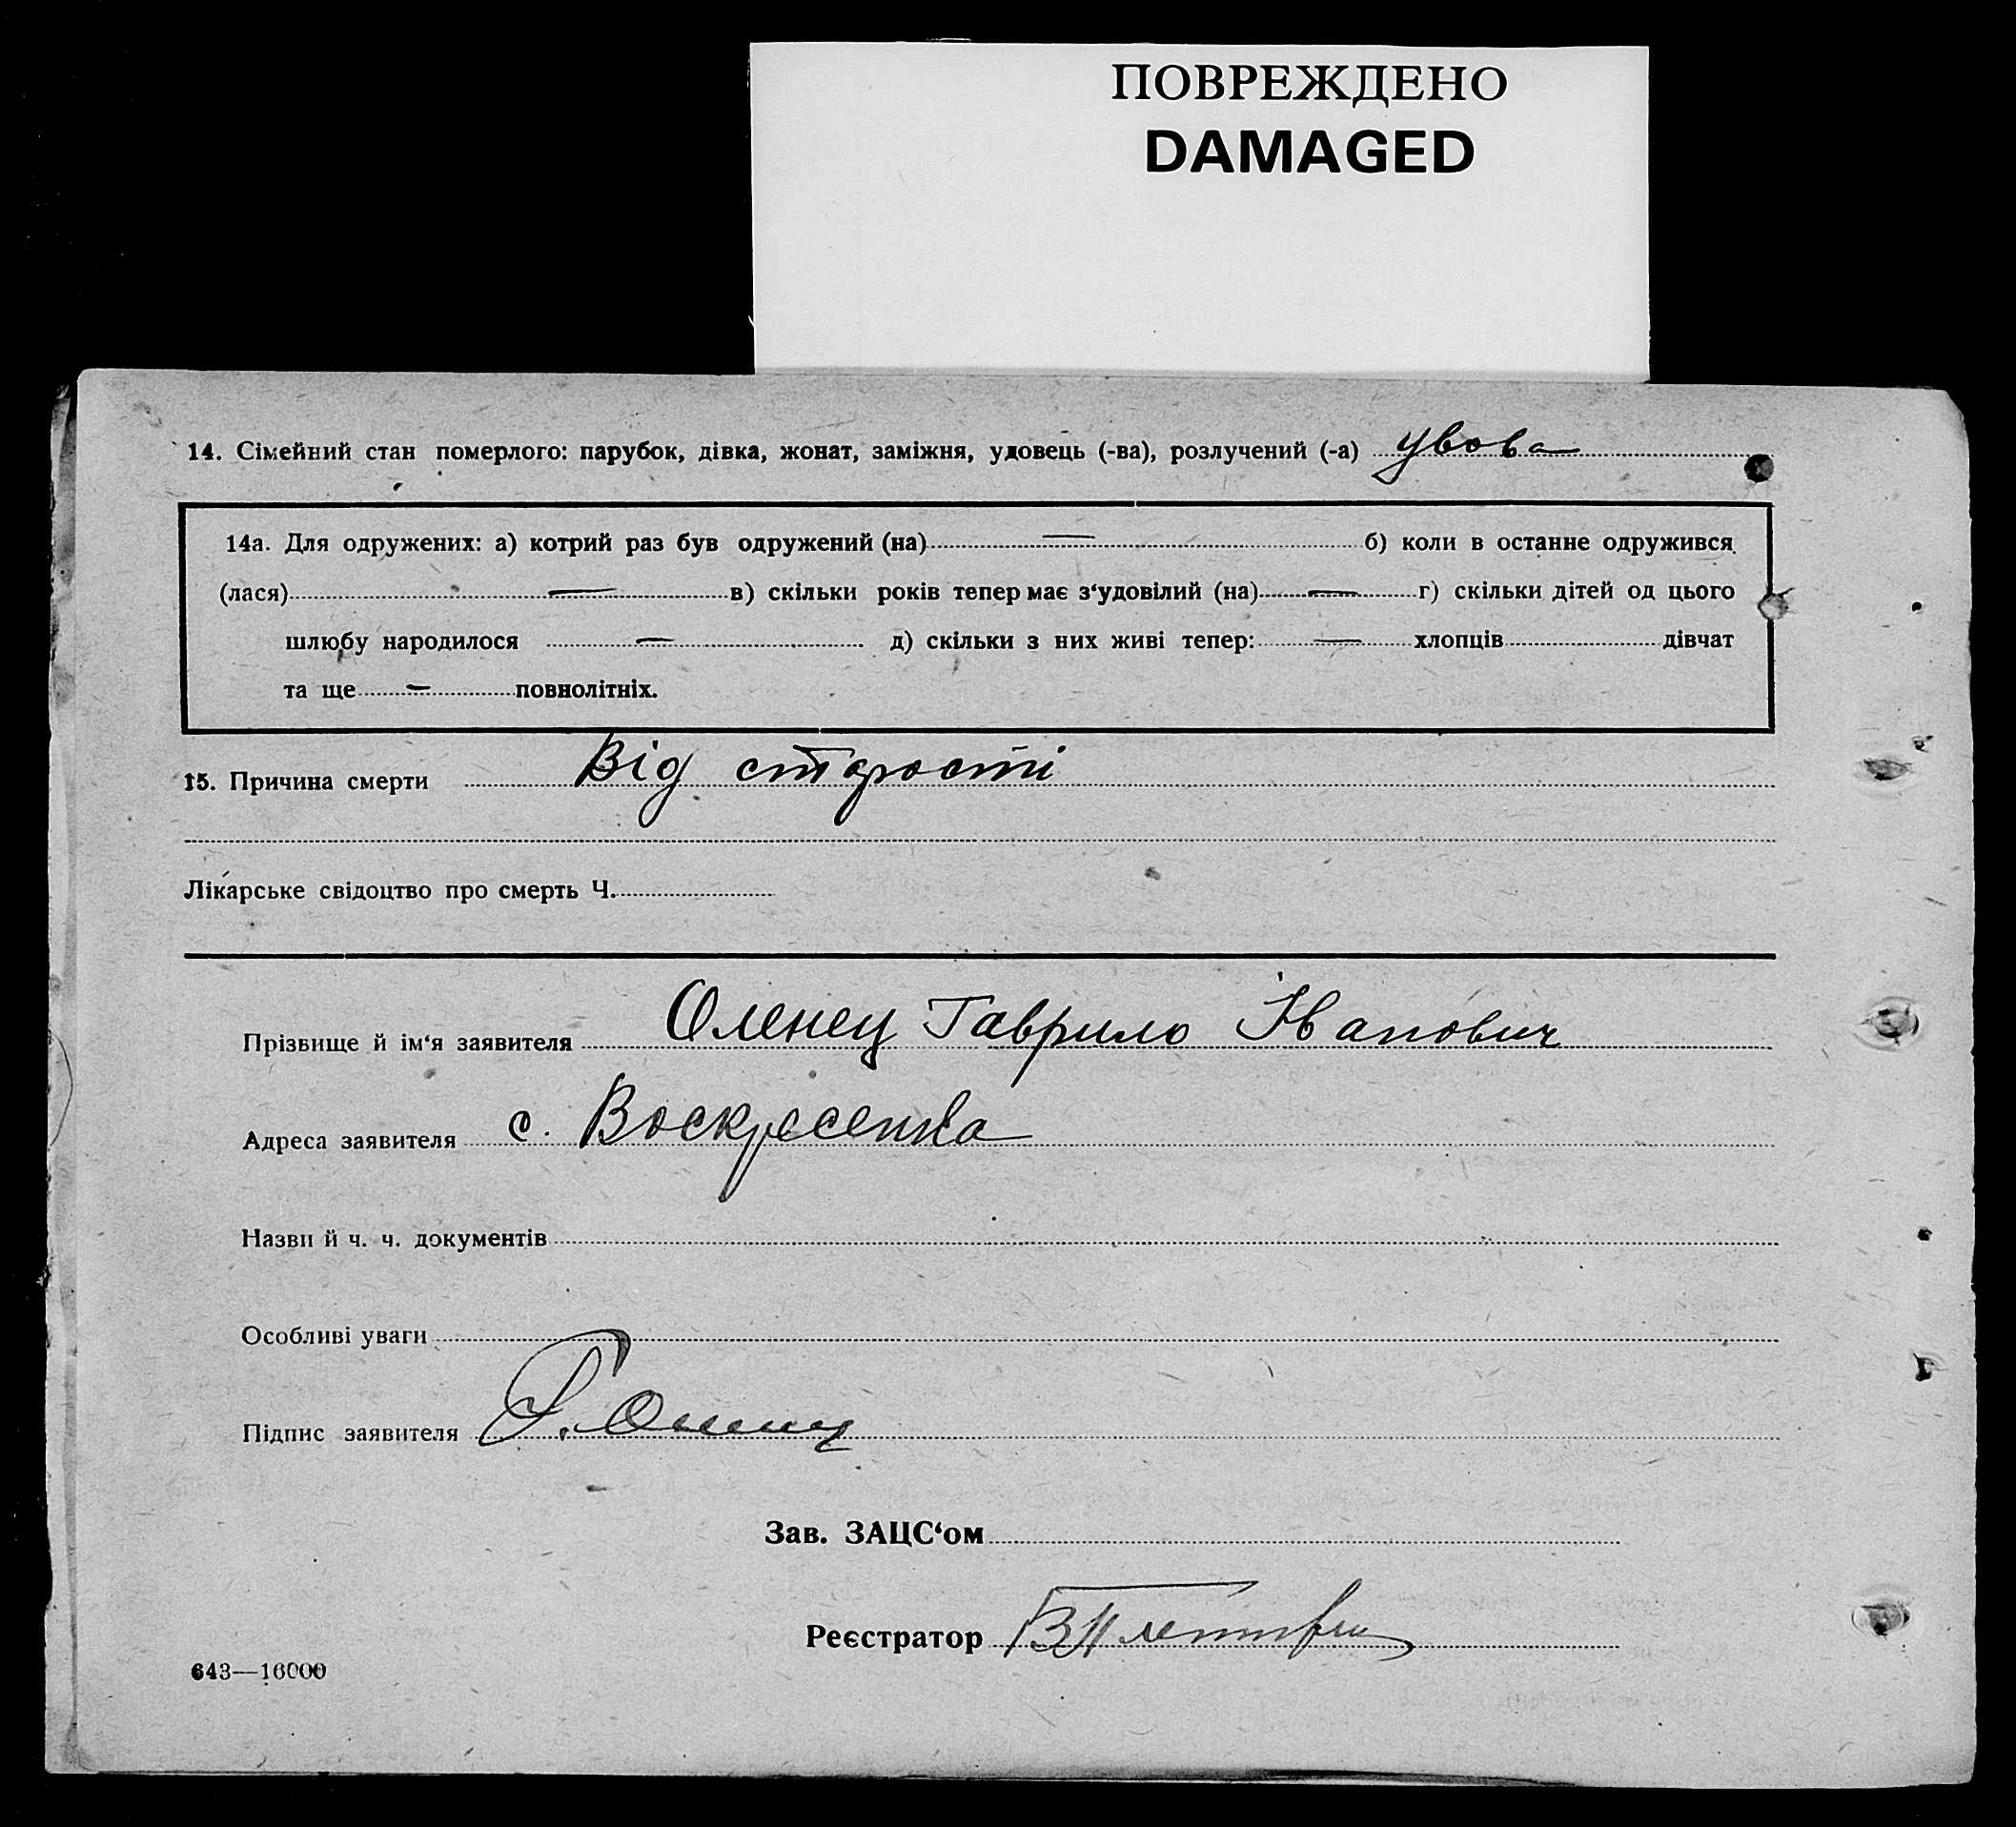 ПОВРЕЖДЕНО
DAMAGED
14. Сімейний стан померлого: парубок, дівка, жонат, заміжня, удовець (-ва), розлучений (-а) увова
14а. Для одружених: а) котрий раз був одружений (на) — б) коли в останне одружився
(лася) — в) скільки років тепер має з‘удовілий (на) — г) скільки дітей од цього
шлюбу народилося — д) скільки з них живі тепер: — хлопців дівчат
та ще — повнолітніх.
15. Причина смерти Від старости
Лікарське свідоцтво про смерть Ч.
Прізвище й ім‘я заявителя Оленец Гаврило Іванович
Адреса заявителя с. Воскресенка
Назви й ч. ч. документів
Особливі уваги
Підпис заявителя Г. Оленец
Зав. ЗАЦС‘ом
Реєстратор
643—16000